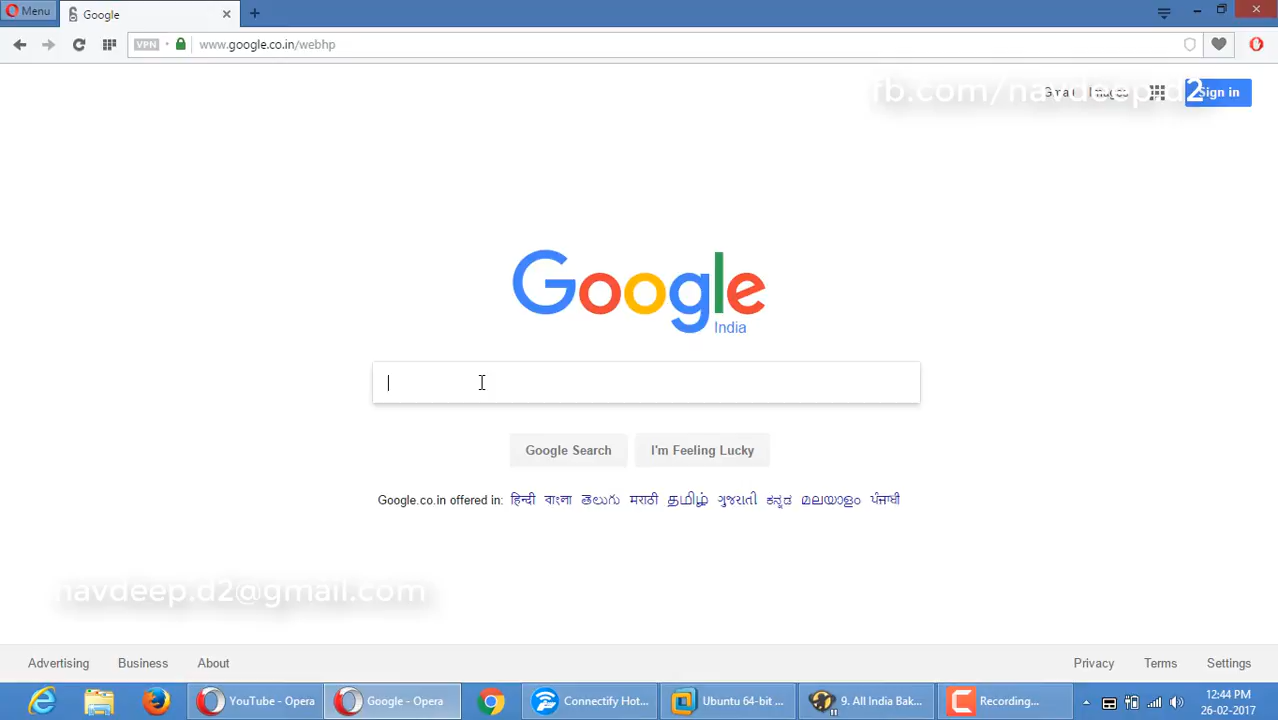 Menu
Google
VPN
www.google.co.in/webhp
fb.com/navdeep.d2
Images
Sign in
Google
India
Google Search
I'm Feeling Lucky
Google.co.in offered in: हिन्दी বাংলা తెలుగు मराठी தமிழ் ગુજરાતી ಕನ್ನಡ മലയാളം ਪੰਜਾਬੀ
navdeep.d2@gmail.com
Advertising Business About
Privacy Terms Settings
YouTube - Opera
Google - Opera
Connectify Hot...
Ubuntu 64-bit ...
9. All India Bak...
Recording...
12:44 PM
26-02-2017